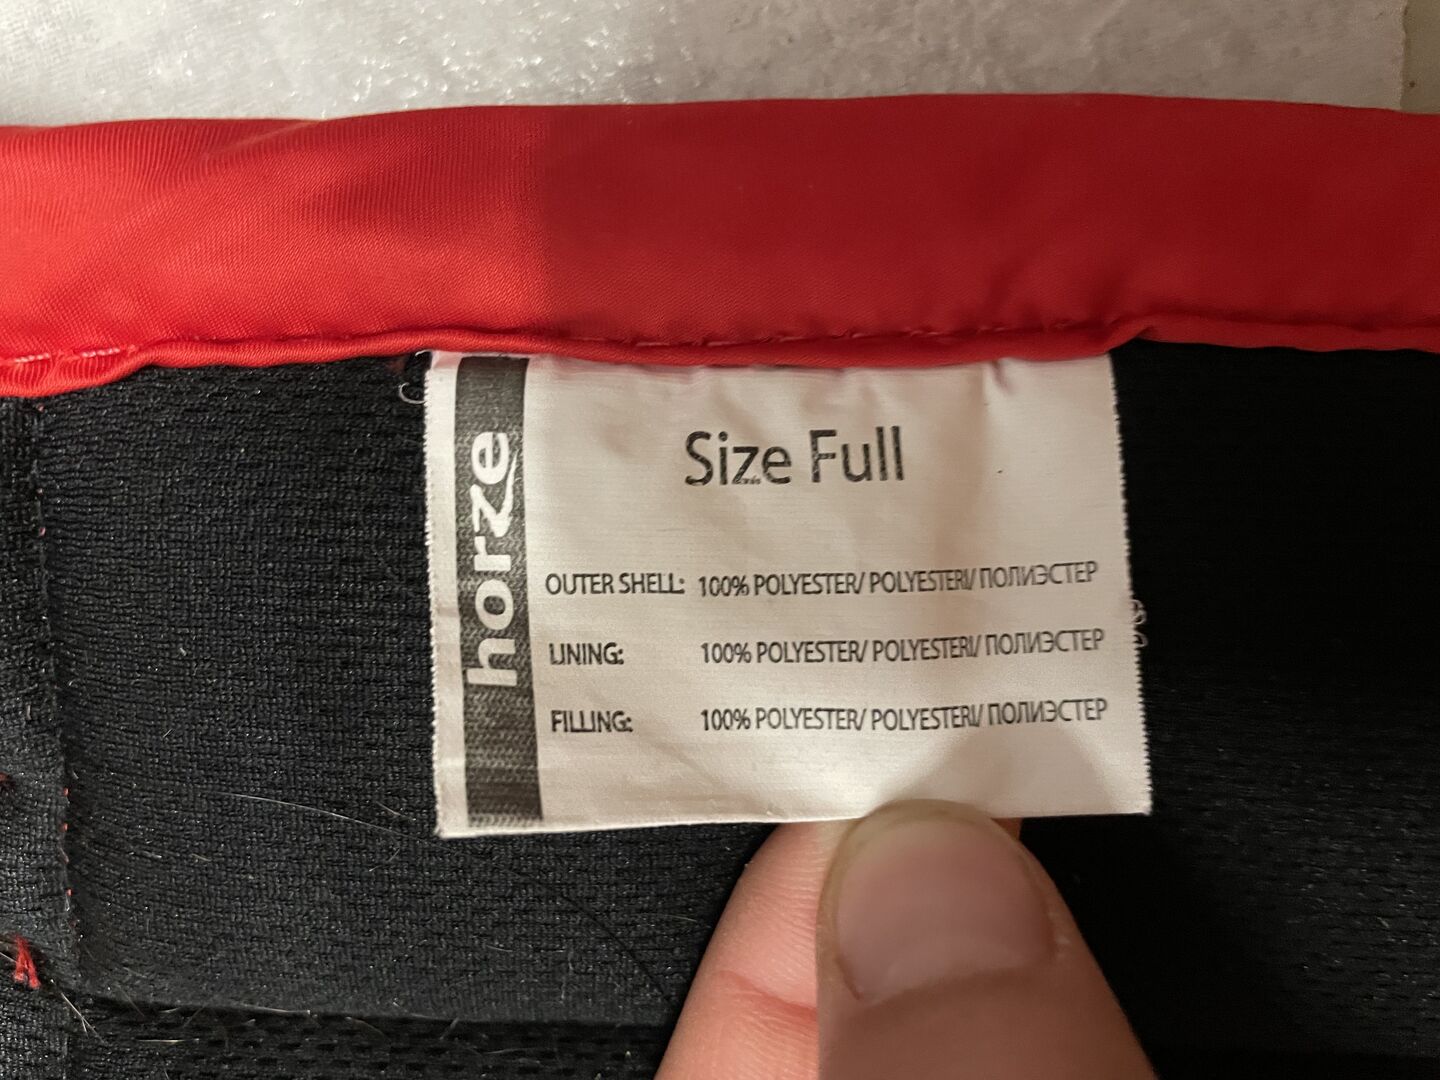 horze
Size Full
OUTER SHELL: 100% POLYESTER/ POLYESTERI/ ПОЛИЭСТЕР
LINING: 100% POLYESTER/ POLYESTERI/ ПОЛИЭСТЕР
FILLING: 100% POLYESTER/ POLYESTERI/ ПОЛИЭСТЕР